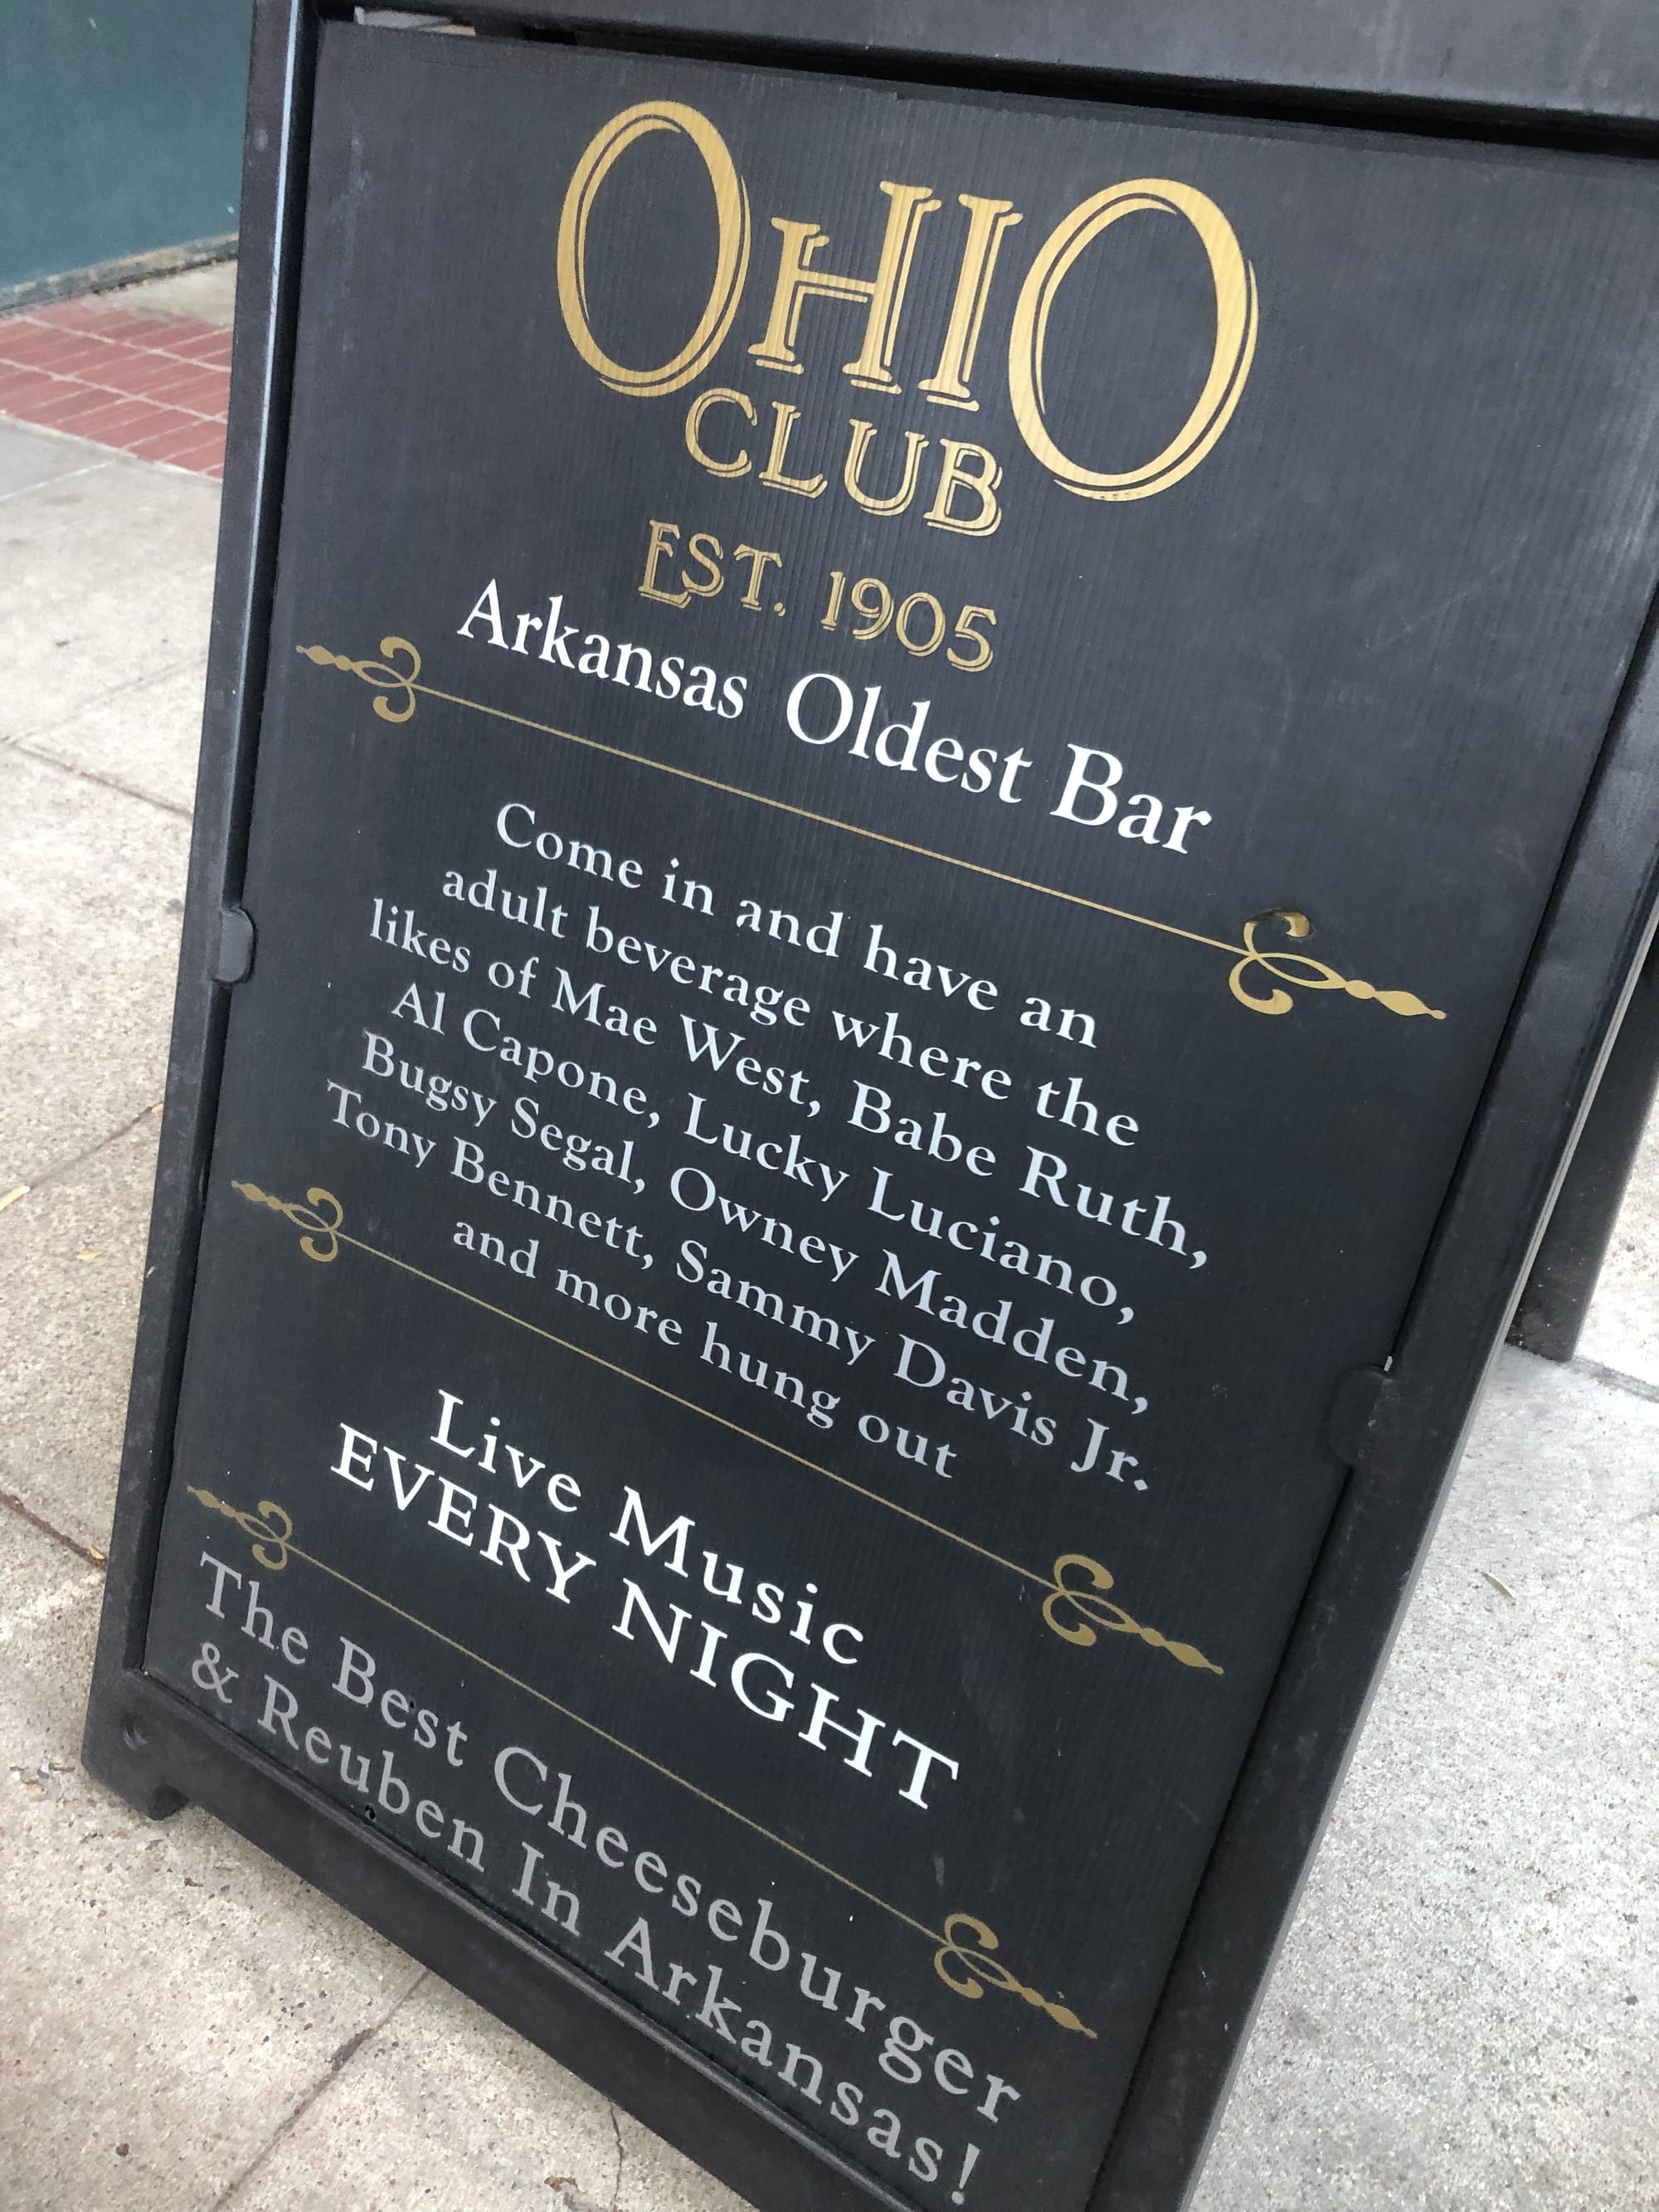 OHIO
CLUB
EST. 1905
Arkansas Oldest Bar
Come in and have an
adult beverage where the
likes of Mae West, Babe Ruth,
Al Capone, Lucky Luciano,
Bugsy Segal, Owney Madden,
Tony Bennett, Sammy Davis Jr.
and more hung out
Live Music
EVERY NIGHT
The Best Cheeseburger
& Reuben In Arkansas!